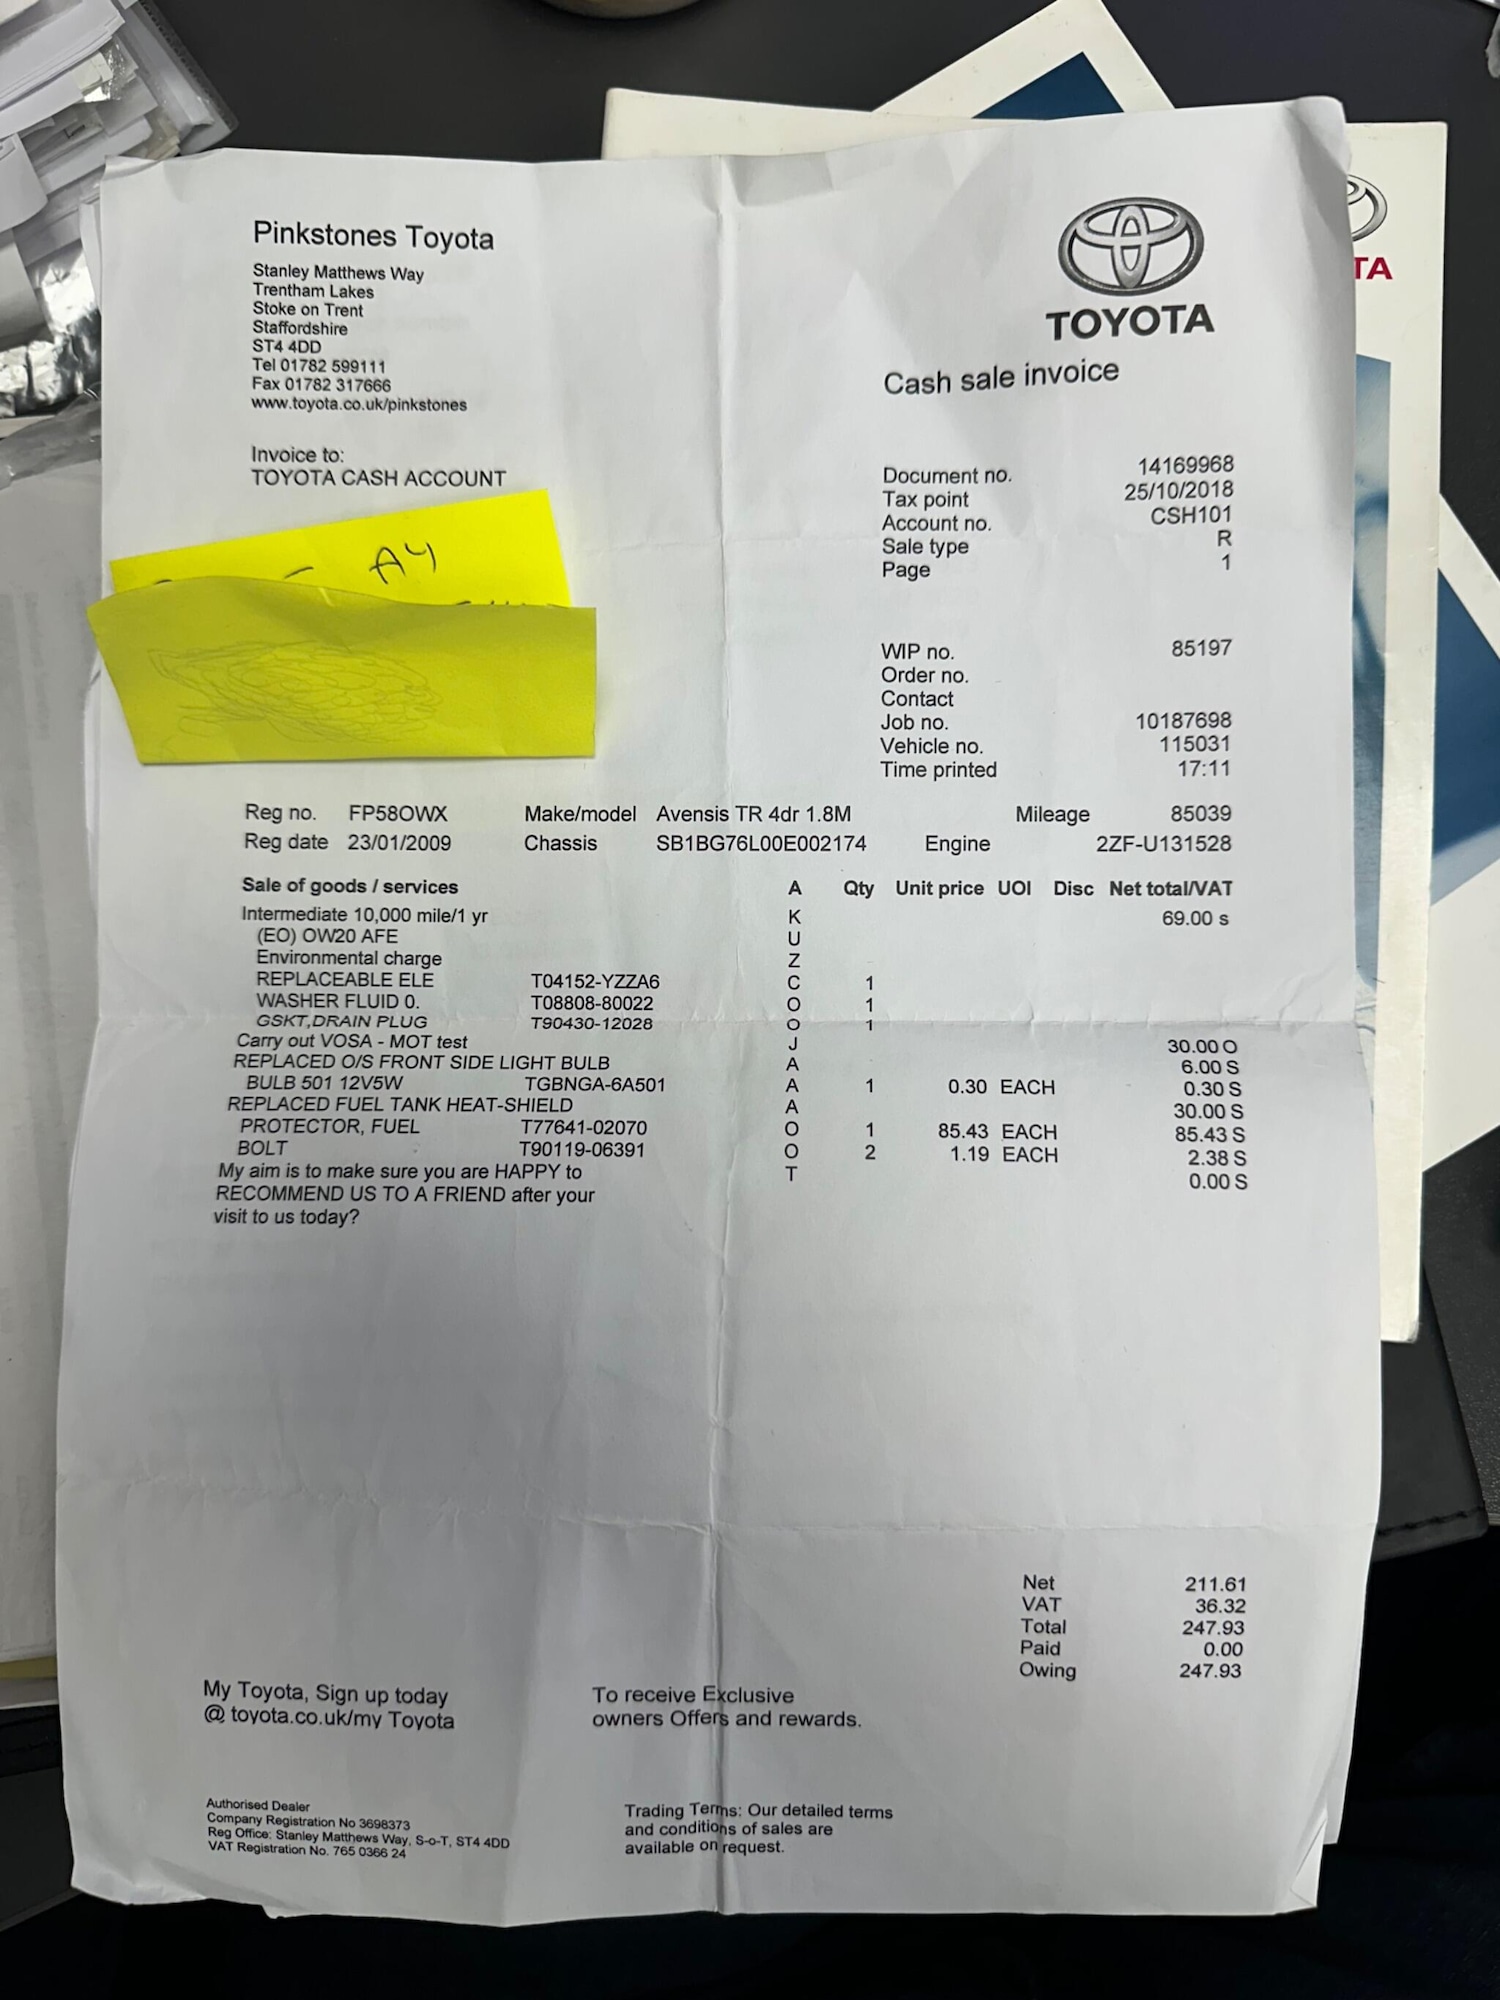 Pinkstones Toyota
Stanley Matthews Way
Trentham Lakes
Stoke on Trent
Staffordshire
ST4 4DD
Tel 01782 599111
Fax 01782 317666
www.toyota.co.uk/pinkstones
TOYOTA
TA
Cash sale invoice
Invoice to:
TOYOTA CASH ACCOUNT
A4
Document no. 14169968
Tax point 25/10/2018
Account no. CSH101
Sale type R
Page 1
WIP no. 85197
Order no.
Contact
Job no. 10187698
Vehicle no. 115031
Time printed 17:11
Reg no. FP58OWX Make/model Avensis TR 4dr 1.8M Mileage 85039
Reg date 23/01/2009 Chassis SB1BG76L00E002174 Engine 2ZF-U131528
Sale of goods / services A Qty Unit price UOI Disc Net total/VAT
Intermediate 10,000 mile/1 yr K 69.00 s
(EO) OW20 AFE U
Environmental charge Z
REPLACEABLE ELE T04152-YZZA6 C 1
WASHER FLUID 0. T08808-80022 O 1
GSKT,DRAIN PLUG T90430-12028 O 1
Carry out VOSA - MOT test J 30.00 O
REPLACED O/S FRONT SIDE LIGHT BULB A 6.00 S
BULB 501 12V5W TGBNGA-6A501 A 1 0.30 EACH 0.30 S
REPLACED FUEL TANK HEAT-SHIELD A 30.00 S
PROTECTOR, FUEL T77641-02070 O 1 85.43 EACH 85.43 S
BOLT T90119-06391 O 2 1.19 EACH 2.38 S
My aim is to make sure you are HAPPY to T 0.00 S
RECOMMEND US TO A FRIEND after your
visit to us today?
Net 211.61
VAT 36.32
Total 247.93
Paid 0.00
Owing 247.93
My Toyota, Sign up today
@ toyota.co.uk/my Toyota
To receive Exclusive
owners Offers and rewards.
Authorised Dealer
Company Registration No 3698373
Reg Office: Stanley Matthews Way, S-o-T, ST4 4DD
VAT Registration No. 765 0366 24
Trading Terms: Our detailed terms
and conditions of sales are
available on request.